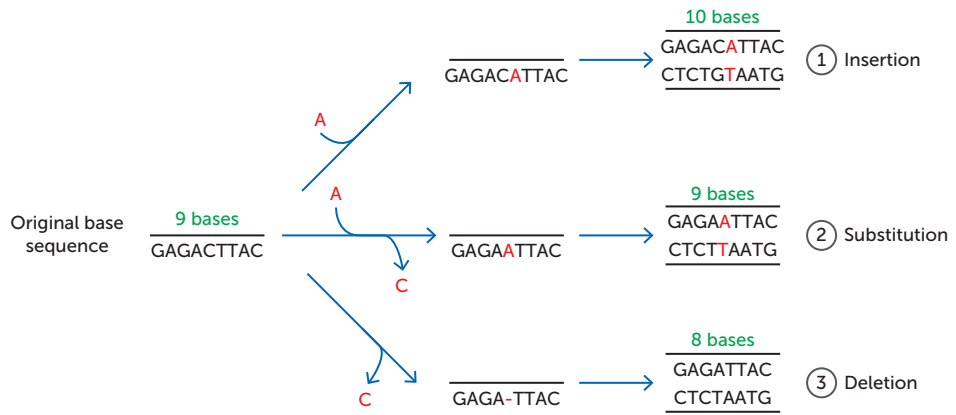 10 bases
GAGACATTAC
GAGACATTAC
CTCTGTAATG
1 Insertion
A
A
Original base
sequence
9 bases
GAGACTTAC
GAGAATTAC
9 bases
GAGAATTAC
CTCTTAATG
2 Substitution
C
C
GAGA-TTAC
8 bases
GAGATTAC
CTCTAATG
3 Deletion